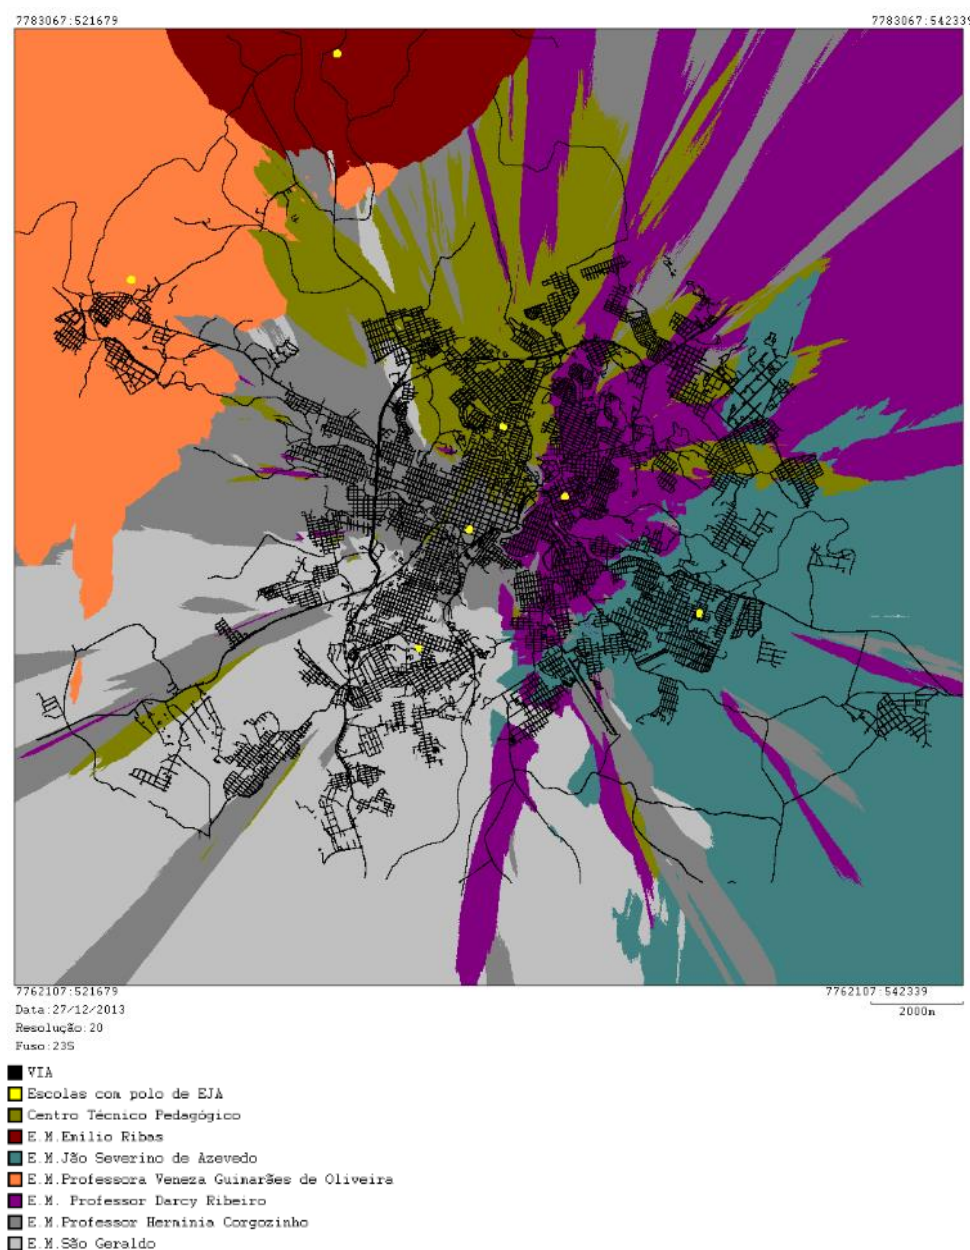 7783067:521679 7783067:542339
7762107:521679 7762107:542339
Data:27/12/2013 2000m
Resolução:20
Fuso:23S
VIA
Escolas com polo de EJA
Centro Técnico Pedagógico
E.M.Emílio Ribas
E.M.Jão Severino de Azevedo
E.M.Professora Veneza Guimarães de Oliveira
E.M. Professor Darcy Ribeiro
E.M.Professor Herminia Corgozinho
E.M.São Geraldo